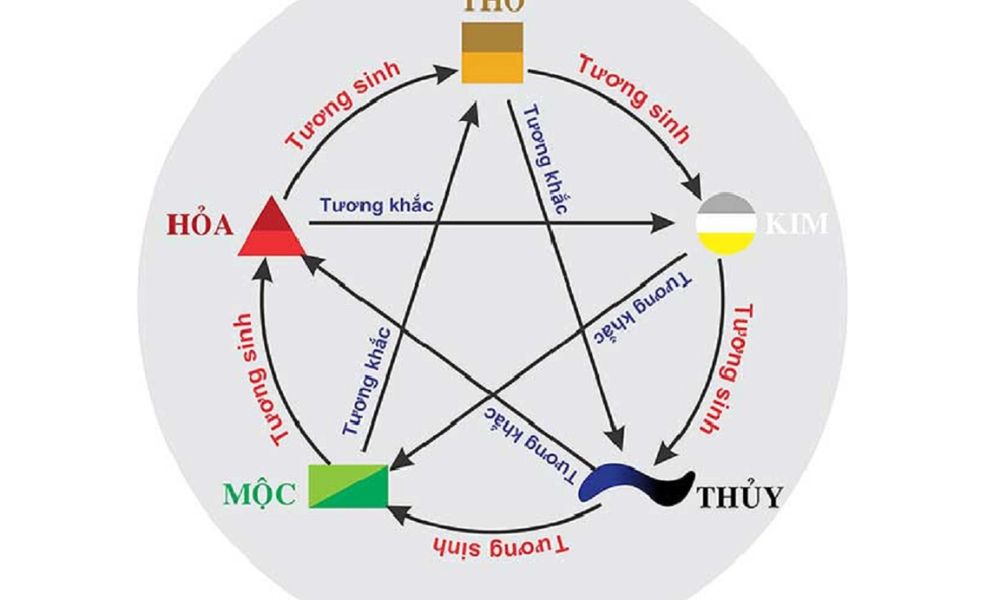 THỔ
Tương sinh
Tương sinh
Tương khắc
HỎA
Tương khắc
KIM
Tương khắc
Tương sinh
Tương sinh
Tương khắc
Tương khắc
MỘC
THỦY
Tương sinh